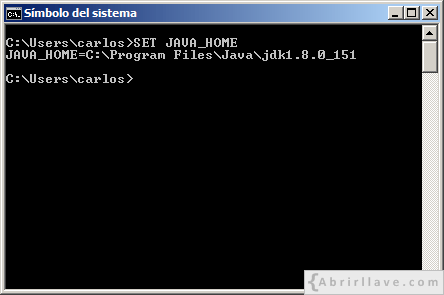 Símbolo del sistema
C:\Users\carlos>SET JAVA_HOME
JAVA_HOME=C:\Program Files\Java\jdk1.8.0_151
C:\Users\carlos>
{Abrirllave.com